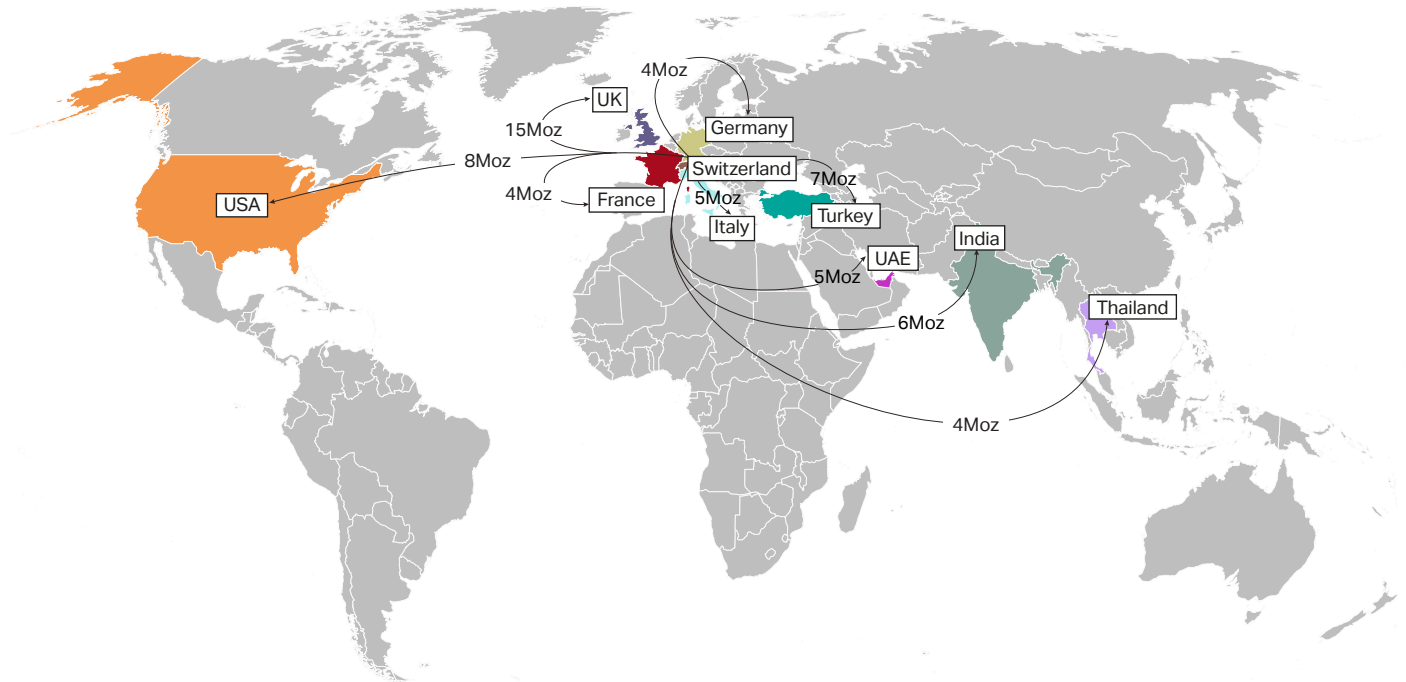 4Moz
UK
Germany
15Moz
8Moz
Switzerland
7Moz
4Moz
5Moz
France
USA
Turkey
Italy
India
UAE
5Moz
Thailand
6Moz
4Moz